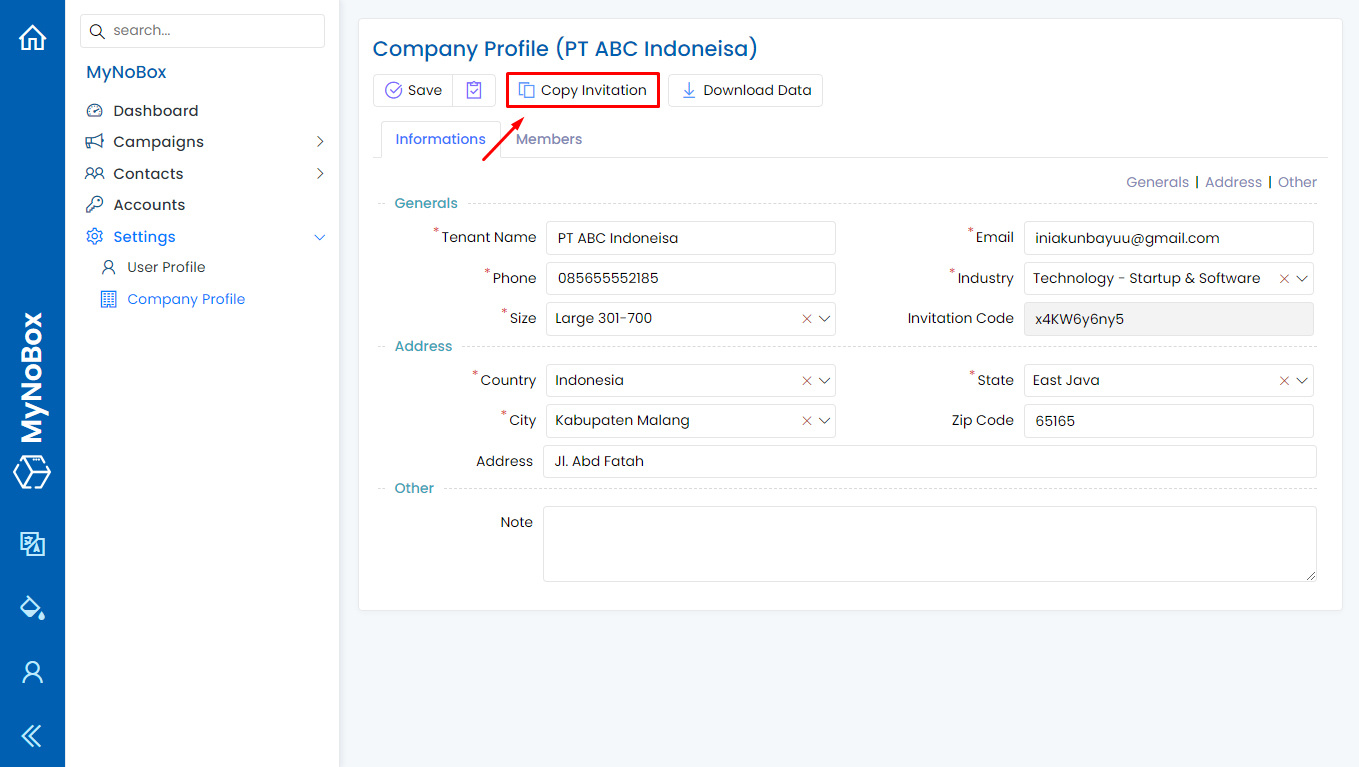 MyNoBox
search...
MyNoBox
Dashboard
Campaigns
Contacts
Accounts
Settings
User Profile
Company Profile
Company Profile (PT ABC Indoneisa)
Save
Copy Invitation
Download Data
Informations
Members
Generals | Address | Other
Generals
*Tenant Name PT ABC Indoneisa
*Email iniakunbayuu@gmail.com
*Phone 085655552185
*Industry Technology - Startup & Software
*Size Large 301-700
Invitation Code x4KW6y6ny5
Address
*Country Indonesia
*State East Java
*City Kabupaten Malang
Zip Code 65165
Address Jl. Abd Fatah
Other
Note